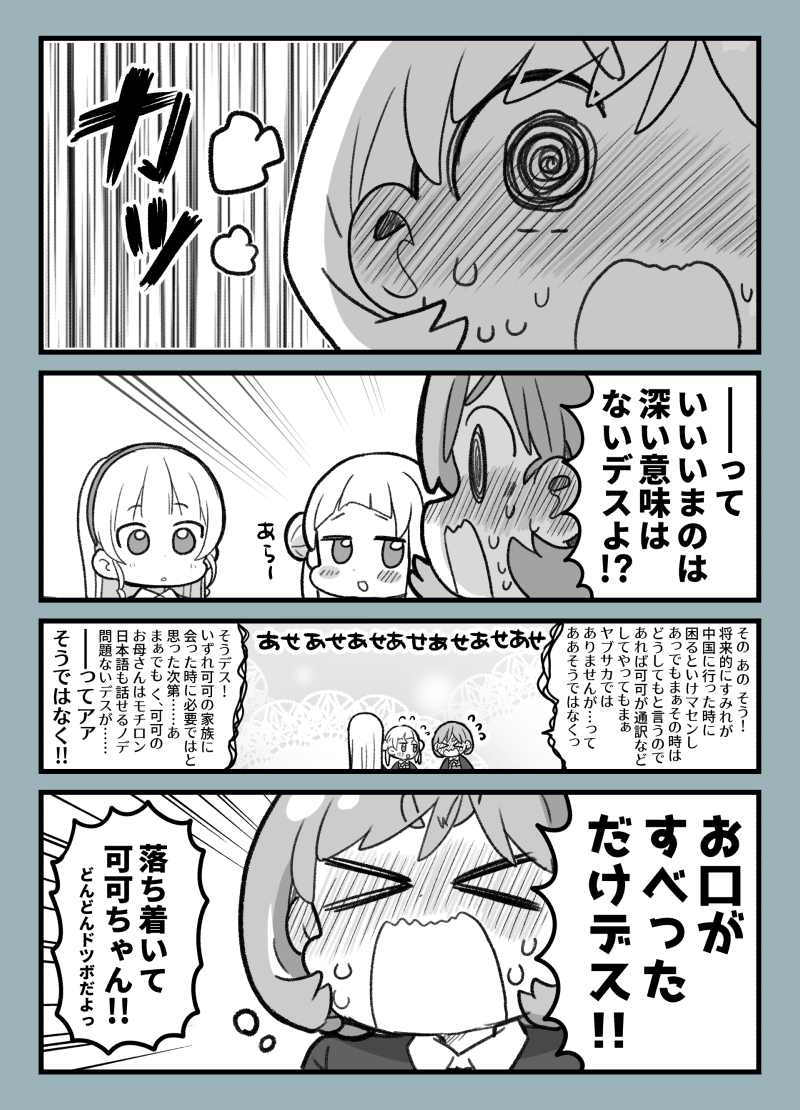 カッ
──って
いいいまのは
深い意味は
ないデスよ!?
あらー
その あの そう!
将来的にすみれが
中国に行った時に
困るといけマセンし
あっでもまぁその時は
どうしてもと言うので
あれば可可が通訳など
してやってもまぁ
ヤブサカでは
ありませんが…って
ああそうではなくっ
あせあせあせあせあせあせあせ
そうデス!
いずれ可可の家族に
会った時に必要ではと
思った次第……あ
まぁでも く、可可の
お母さんはモチロン
日本語も話せるノデ
問題ないデスが……
──ってアァ
そうではなく!!
お口が
すべった
だけデス!!
落ち着いて
可可ちゃん!!
どんどんドツボだよっ